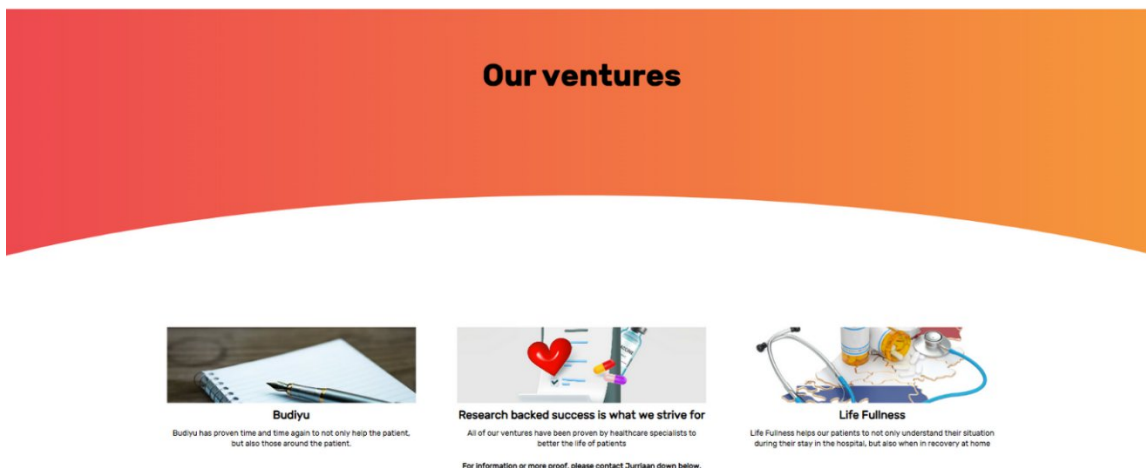 Our ventures
Budiyu
Budiyu has proven time and time again to not only help the patient,
but also those around the patient.
Research backed success is what we strive for
All of our ventures have been proven by healthcare specialists to
better the life of patients
For information or more proof, please contact Jurriaan down below.
Life Fullness
Life Fullness helps our patients to not only understand their situation
during their stay in the hospital, but also when in recovery at home